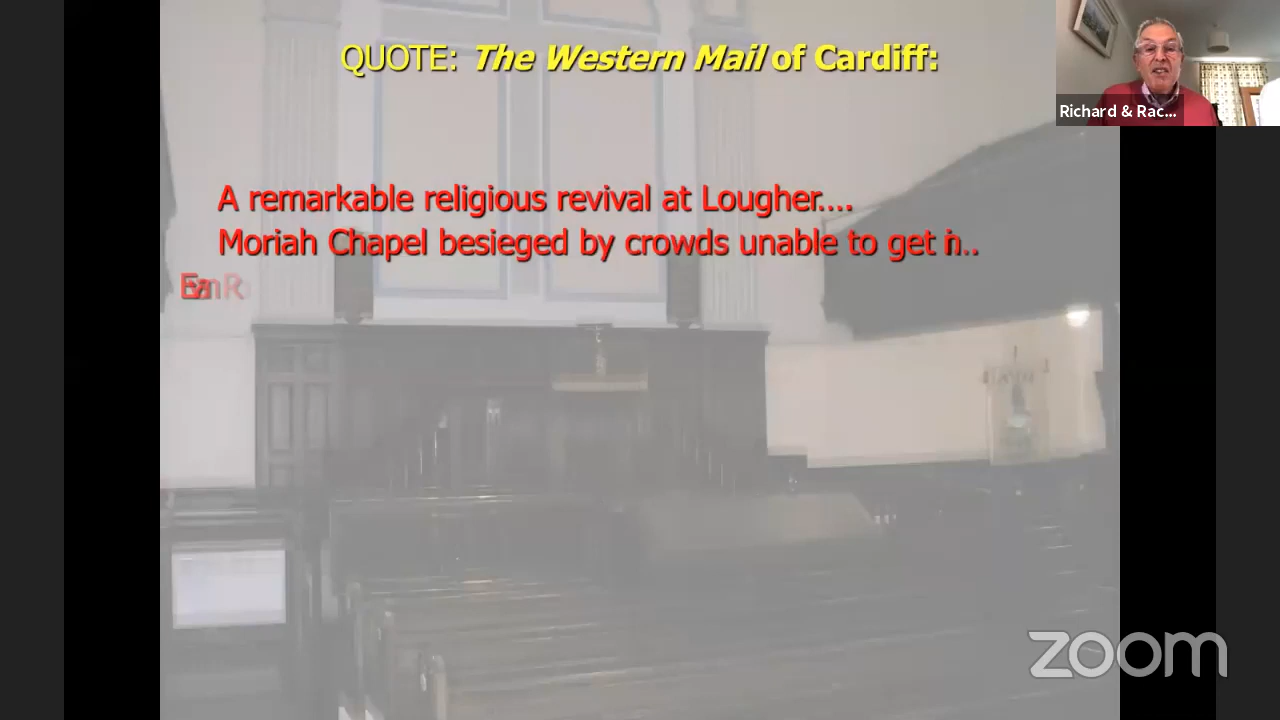 QUOTE: The Western Mail of Cardiff:
Richard & Rac...
A remarkable religious revival at Lougher....
Moriah Chapel besieged by crowds unable to get in..
zoom